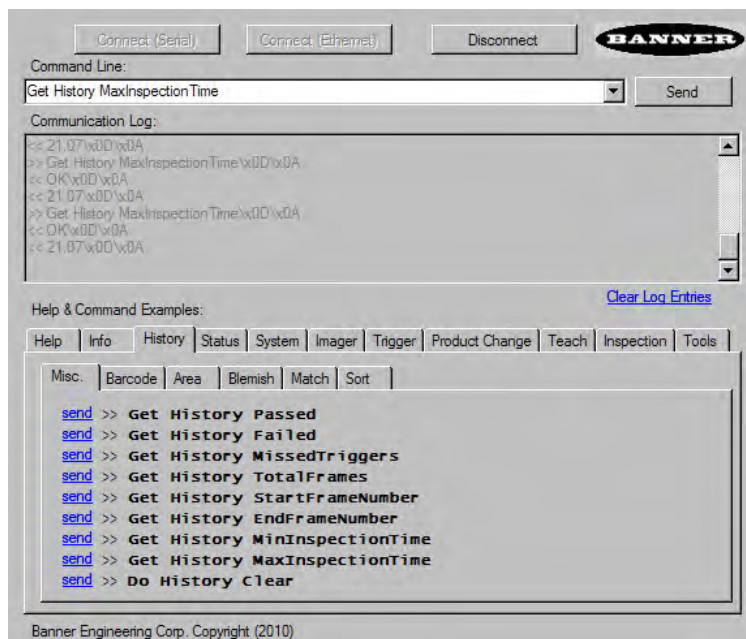 Connect (Serial) Connect (Ethernet) Disconnect BANNER
Command Line:
Get History MaxInspectionTime Send
Communication Log:
<< 21.07\x0D\x0A
>> Get History MaxInspectionTime\x0D\x0A
<< OK\x0D\x0A
<< 21.07\x0D\x0A
>> Get History MaxInspectionTime\x0D\x0A
<< OK\x0D\x0A
<< 21.07\x0D\x0A
Clear Log Entries
Help & Command Examples:
Help Info History Status System Imager Trigger Product Change Teach Inspection Tools
Misc. Barcode Area Blemish Match Sort
send >> Get History Passed
send >> Get History Failed
send >> Get History MissedTriggers
send >> Get History TotalFrames
send >> Get History StartFrameNumber
send >> Get History EndFrameNumber
send >> Get History MinInspectionTime
send >> Get History MaxInspectionTime
send >> Do History Clear
Banner Engineering Corp. Copyright (2010)